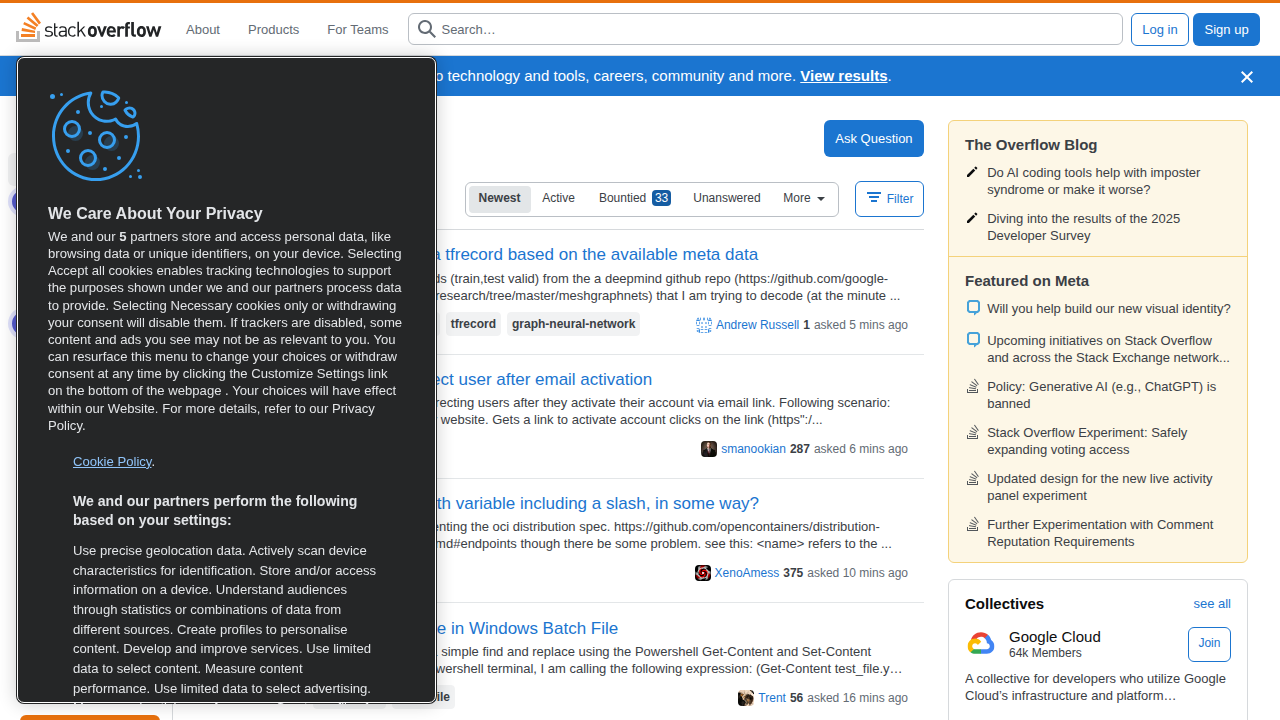 stack overflow
About
Products
For Teams
Search…
Log in
Sign up
o technology and tools, careers, community and more. View results.
We Care About Your Privacy
We and our 5 partners store and access personal data, like
browsing data or unique identifiers, on your device. Selecting
Accept all cookies enables tracking technologies to support
the purposes shown under we and our partners process data
to provide. Selecting Necessary cookies only or withdrawing
your consent will disable them. If trackers are disabled, some
content and ads you see may not be as relevant to you. You
can resurface this menu to change your choices or withdraw
consent at any time by clicking the Customize Settings link
on the bottom of the webpage . Your choices will have effect
within our Website. For more details, refer to our Privacy
Policy.
Cookie Policy.
We and our partners perform the following
based on your settings:
Use precise geolocation data. Actively scan device
characteristics for identification. Store and/or access
information on a device. Understand audiences
through statistics or combinations of data from
different sources. Create profiles to personalise
content. Develop and improve services. Use limited
data to select content. Measure content
performance. Use limited data to select advertising.
Ask Question
Newest
Active
Bounted 33
Unanswered
More
Filter
a tfrecord based on the available meta data
ds (train,test valid) from the a deepmind github repo (https://github.com/google-
research/tree/master/meshgraphnets) that I am trying to decode (at the minute ...
tfrecord
graph-neural-network
Andrew Russell 1 asked 5 mins ago
ect user after email activation
recting users after they activate their account via email link. Following scenario:
website. Gets a link to activate account clicks on the link (https":/...
smanookian 287 asked 6 mins ago
th variable including a slash, in some way?
enting the oci distribution spec. https://github.com/opencontainers/distribution-
md#endpoints though there be some problem. see this: <name> refers to the ...
XenoAmess 375 asked 10 mins ago
e in Windows Batch File
simple find and replace using the Powershell Get-Content and Set-Content
wershell terminal, I am calling the following expression: (Get-Content test_file.y…
ile
Trent 56 asked 16 mins ago
The Overflow Blog
Do AI coding tools help with imposter
syndrome or make it worse?
Diving into the results of the 2025
Developer Survey
Featured on Meta
Will you help build our new visual identity?
Upcoming initiatives on Stack Overflow
and across the Stack Exchange network...
Policy: Generative AI (e.g., ChatGPT) is
banned
Stack Overflow Experiment: Safely
expanding voting access
Updated design for the new live activity
panel experiment
Further Experimentation with Comment
Reputation Requirements
Collectives
see all
Google Cloud
64k Members
Join
A collective for developers who utilize Google
Cloud’s infrastructure and platform…